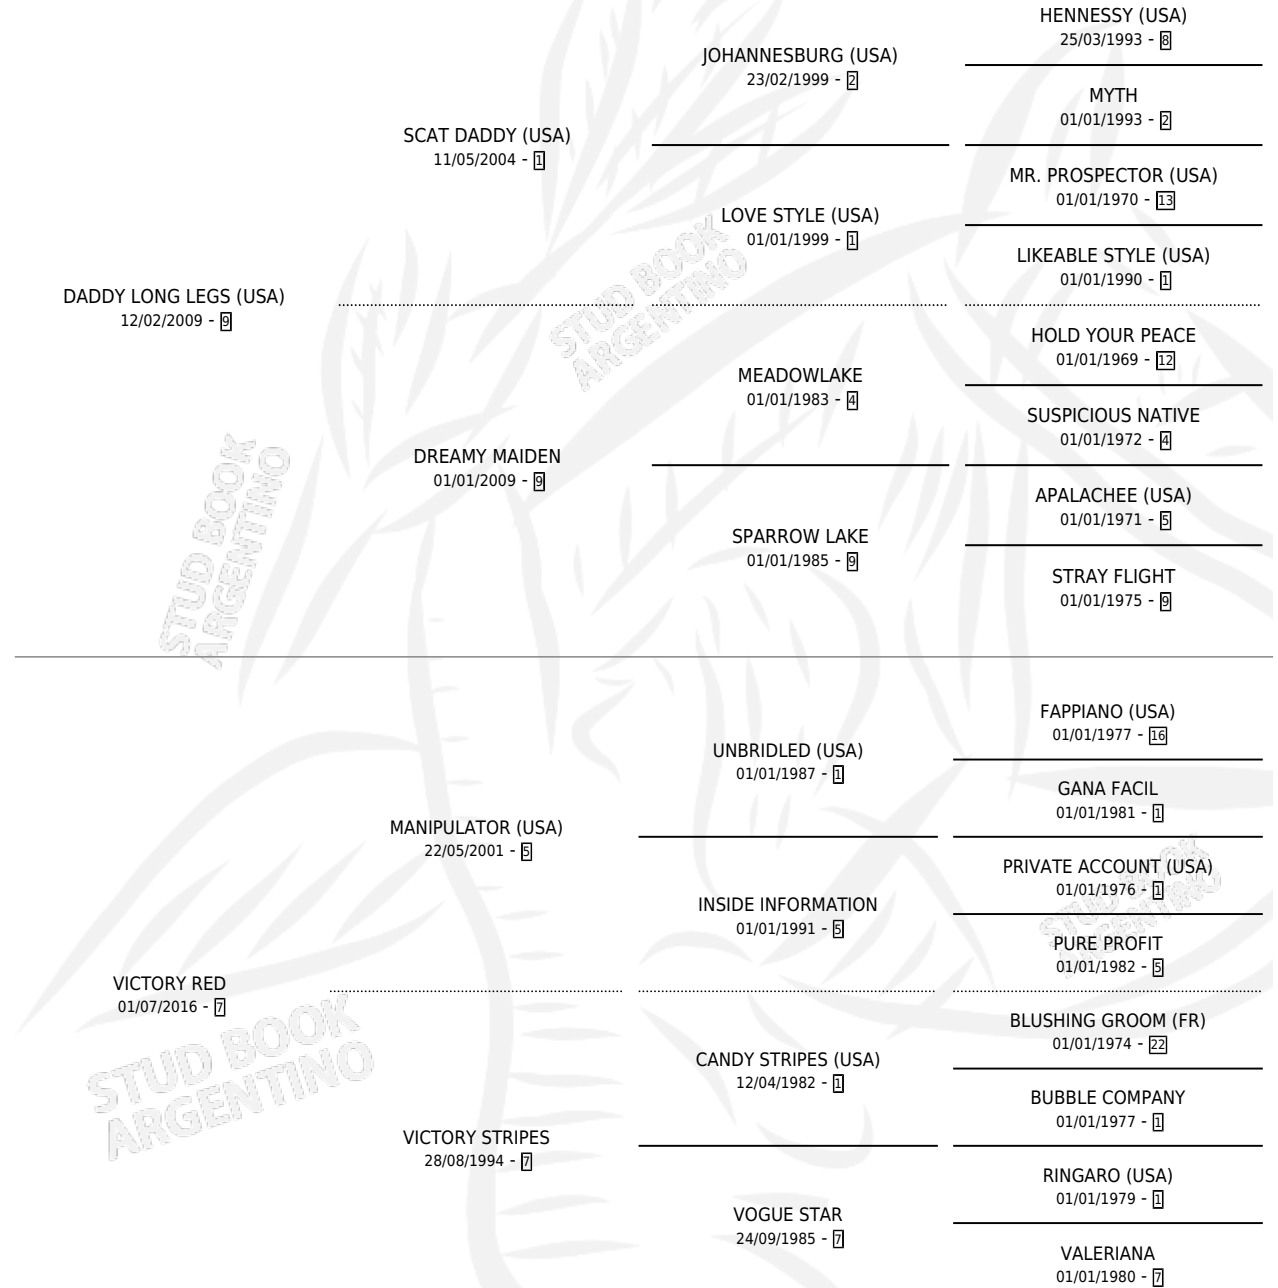 HENNESSY (USA)
25/03/1993 - 8
JOHANNESBURG (USA)
23/02/1999 - 2
MYTH
01/01/1993 - 2
SCAT DADDY (USA)
11/05/2004 - 1
MR. PROSPECTOR (USA)
01/01/1970 - 13
LOVE STYLE (USA)
01/01/1999 - 1
LIKEABLE STYLE (USA)
01/01/1990 - 1
DADDY LONG LEGS (USA)
12/02/2009 - 9
STUD BOOK
ARGENTINO
HOLD YOUR PEACE
01/01/1969 - 12
MEADOWLAKE
01/01/1983 - 4
SUSPICIOUS NATIVE
01/01/1972 - 4
DREAMY MAIDEN
01/01/2009 - 9
APALACHEE (USA)
01/01/1971 - 5
SPARROW LAKE
01/01/1985 - 9
STRAY FLIGHT
01/01/1975 - 9
STUD BOOK
ARGENTINO
FAPPIANO (USA)
01/01/1977 - 16
UNBRIDLED (USA)
01/01/1987 - 1
GANA FACIL
01/01/1981 - 1
MANIPULATOR (USA)
22/05/2001 - 5
PRIVATE ACCOUNT (USA)
01/01/1976 - 1
INSIDE INFORMATION
01/01/1991 - 5
PURE PROFIT
01/01/1982 - 5
STUD BOOK
ARGENTINO
VICTORY RED
01/07/2016 - 7
BLUSHING GROOM (FR)
01/01/1974 - 22
CANDY STRIPES (USA)
12/04/1982 - 1
BUBBLE COMPANY
01/01/1977 - 1
STUD BOOK
ARGENTINO
VICTORY STRIPES
28/08/1994 - 7
RINGARO (USA)
01/01/1979 - 1
VOGUE STAR
24/09/1985 - 7
VALERIANA
01/01/1980 - 7